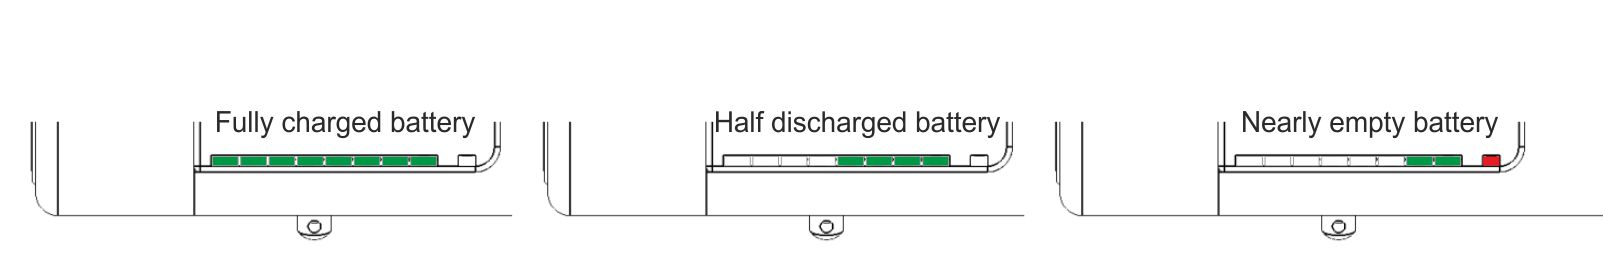 Fully charged battery
Half discharged battery
Nearly empty battery